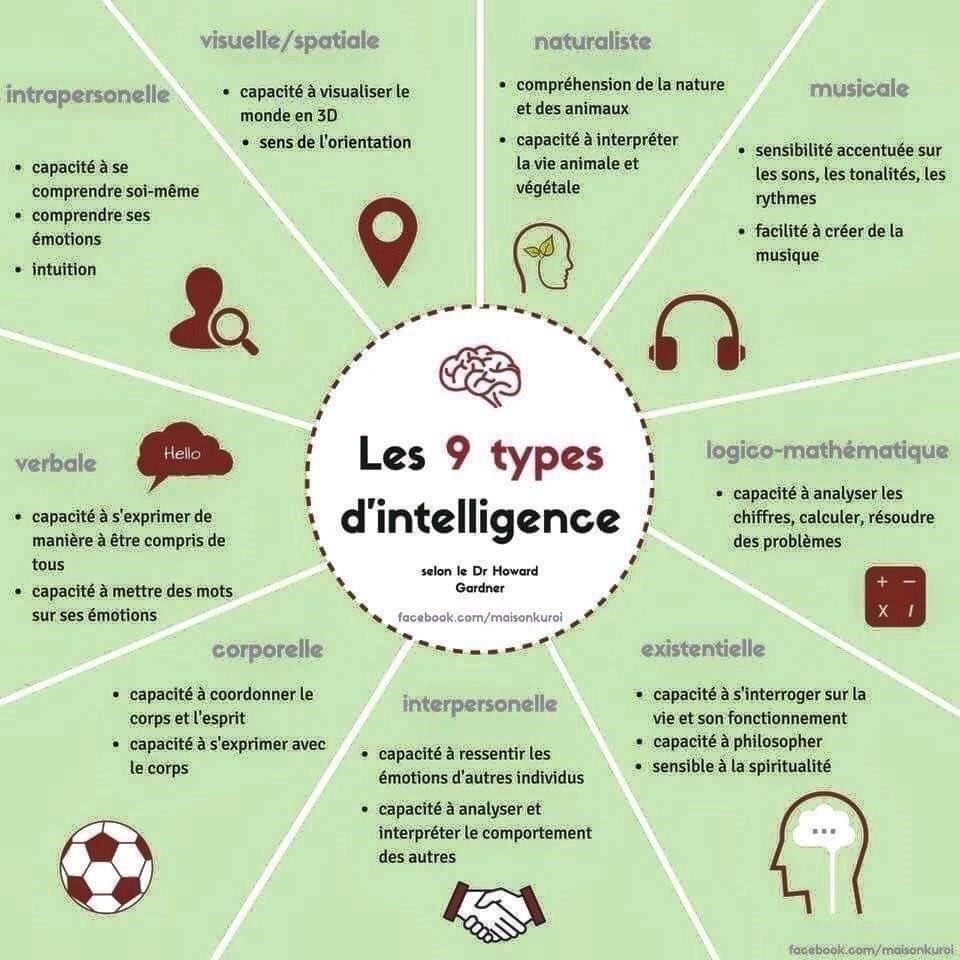 visuelle/spatiale
• capacité à visualiser le
monde en 3D
• sens de l'orientation
naturaliste
• compréhension de la nature
et des animaux
• capacité à interpréter
la vie animale et
végétale
intrapersonelle
• capacité à se
comprendre soi-même
• comprendre ses
émotions
• intuition
musicale
• sensibilité accentuée sur
les sons, les tonalités, les
rythmes
• facilité à créer de la
musique
Les 9 types
d'intelligence
selon le Dr Howard
Gardner
facebook.com/maisonkuroi
verbale
Hello
• capacité à s'exprimer de
manière à être compris de
tous
• capacité à mettre des mots
sur ses émotions
logico-mathématique
• capacité à analyser les
chiffres, calculer, résoudre
des problèmes
+ −
x /
corporelle
• capacité à coordonner le
corps et l'esprit
• capacité à s'exprimer avec
le corps
interpersonelle
• capacité à ressentir les
émotions d'autres individus
• capacité à analyser et
interpréter le comportement
des autres
existentielle
• capacité à s'interroger sur la
vie et son fonctionnement
• capacité à philosopher
• sensible à la spiritualité
...
facebook.com/maisonkuroi